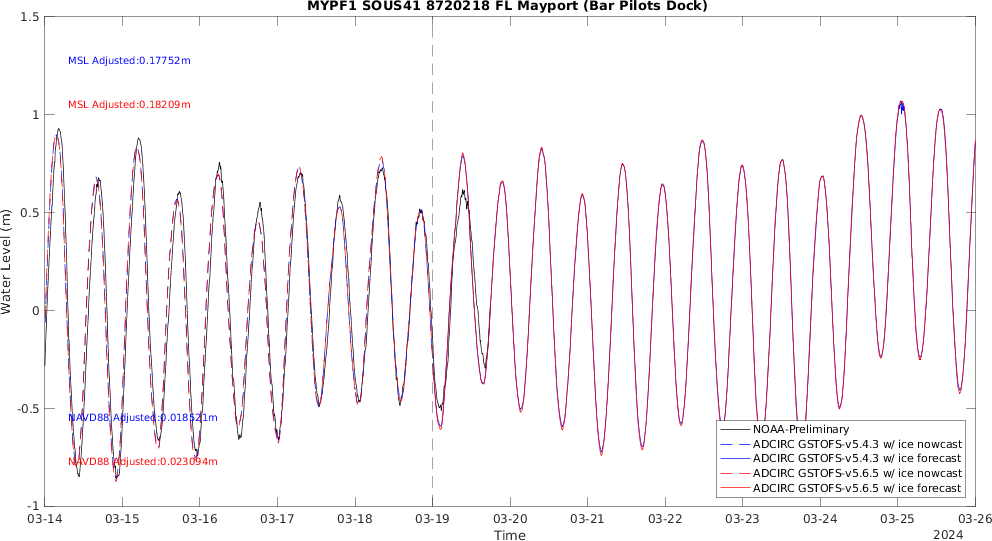 MYPF1 SOUS41 8720218 FL Mayport (Bar Pilots Dock)
1.5
MSL Adjusted:0.17752m
1
MSL Adjusted:0.18209m
0.5
Water Level (m)
0
-0.5
NAVD88 Adjusted:0.018521m
NAVD88 Adjusted:0.023094m
-1
NOAA-Preliminary
ADCIRC GSTOFS-v5.4.3 w/ ice nowcast
ADCIRC GSTOFS-v5.4.3 w/ ice forecast
ADCIRC GSTOFS-v5.6.5 w/ ice nowcast
ADCIRC GSTOFS-v5.6.5 w/ ice forecast
03-14 03-15 03-16 03-17 03-18 03-19 03-20 03-21 03-22 03-23 03-24 03-25 03-26
Time
2024